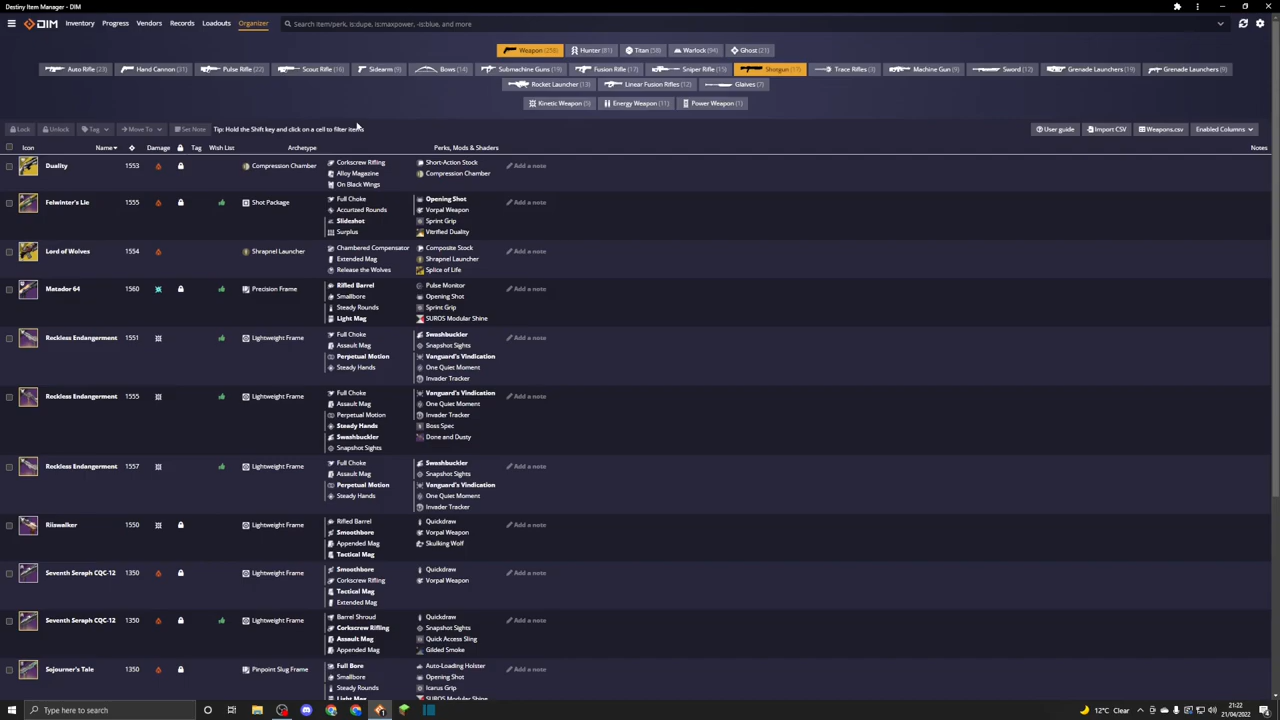 Destiny Item Manager - DIM
DIM Inventory Progress Vendors Records Loadouts Organizer Search item/perk, is:dupe, is:maxpower, -is:blue, and more
Weapon (258) Hunter (81) Titan (58) Warlock (94) Ghost (21)
Auto Rifle (23) Hand Cannon (31) Pulse Rifle (22) Scout Rifle (16) Sidearm (9) Bows (14) Submachine Guns (19) Fusion Rifle (17) Sniper Rifle (15) Shotgun (17) Trace Rifles (3) Machine Gun (9) Sword (12) Grenade Launchers (19) Grenade Launchers (9)
Rocket Launcher (13) Linear Fusion Rifles (12) Glaives (7)
Kinetic Weapon (5) Energy Weapon (11) Power Weapon (1)
Lock Unlock Tag Move To Set Note Tip: Hold the Shift key and click on a cell to filter items User guide Import CSV Weapons.csv Enabled Columns
Icon Name Damage Tag Wish List Archetype Perks, Mods & Shaders Notes
Duality 1553 Compression Chamber Corkscrew Rifling Short-Action Stock Add a note
Alloy Magazine Compression Chamber
On Black Wings
Felwinter's Lie 1555 Shot Package Full Choke Opening Shot Add a note
Accurized Rounds Vorpal Weapon
Slideshot Sprint Grip
Surplus Vitrified Duality
Lord of Wolves 1554 Shrapnel Launcher Chambered Compensator Composite Stock Add a note
Extended Mag Shrapnel Launcher
Release the Wolves Splice of Life
Matador 64 1560 Precision Frame Rifled Barrel Pulse Monitor Add a note
Smallbore Opening Shot
Steady Rounds Sprint Grip
Light Mag SUROS Modular Shine
Reckless Endangerment 1551 Lightweight Frame Full Choke Swashbuckler Add a note
Assault Mag Snapshot Sights
Perpetual Motion Vanguard's Vindication
Steady Hands One Quiet Moment
Invader Tracker
Reckless Endangerment 1555 Lightweight Frame Full Choke Vanguard's Vindication Add a note
Assault Mag One Quiet Moment
Perpetual Motion Invader Tracker
Steady Hands Boss Spec
Swashbuckler Done and Dusty
Snapshot Sights
Reckless Endangerment 1557 Lightweight Frame Full Choke Swashbuckler Add a note
Assault Mag Snapshot Sights
Perpetual Motion Vanguard's Vindication
Steady Hands One Quiet Moment
Invader Tracker
Riiswalker 1550 Lightweight Frame Rifled Barrel Quickdraw Add a note
Smoothbore Vorpal Weapon
Appended Mag Skulking Wolf
Tactical Mag
Seventh Seraph CQC-12 1350 Lightweight Frame Smoothbore Quickdraw Add a note
Corkscrew Rifling Vorpal Weapon
Tactical Mag
Extended Mag
Seventh Seraph CQC-12 1350 Lightweight Frame Barrel Shroud Quickdraw Add a note
Corkscrew Rifling Snapshot Sights
Assault Mag Quick Access Sling
Appended Mag Gilded Smoke
Sojourner's Tale 1350 Pinpoint Slug Frame Full Bore Auto-Loading Holster Add a note
Smallbore Opening Shot
Steady Rounds Icarus Grip
Light Mag SUROS Modular Shine
Type here to search 12°C Clear 21:22
21/04/2022